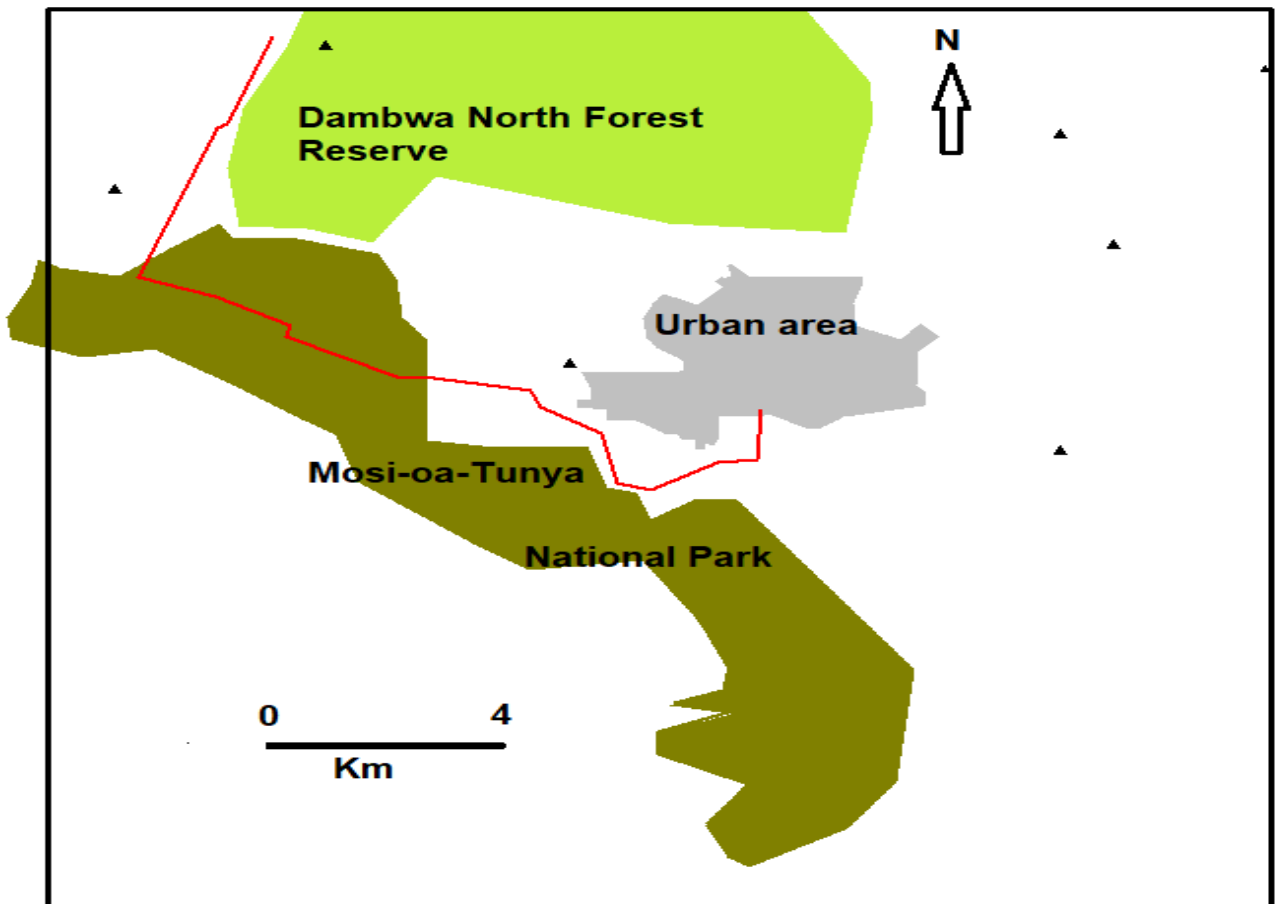 N
Dambwa North Forest
Reserve
Urban area
Mosi-oa-Tunya
National Park
0 4
Km